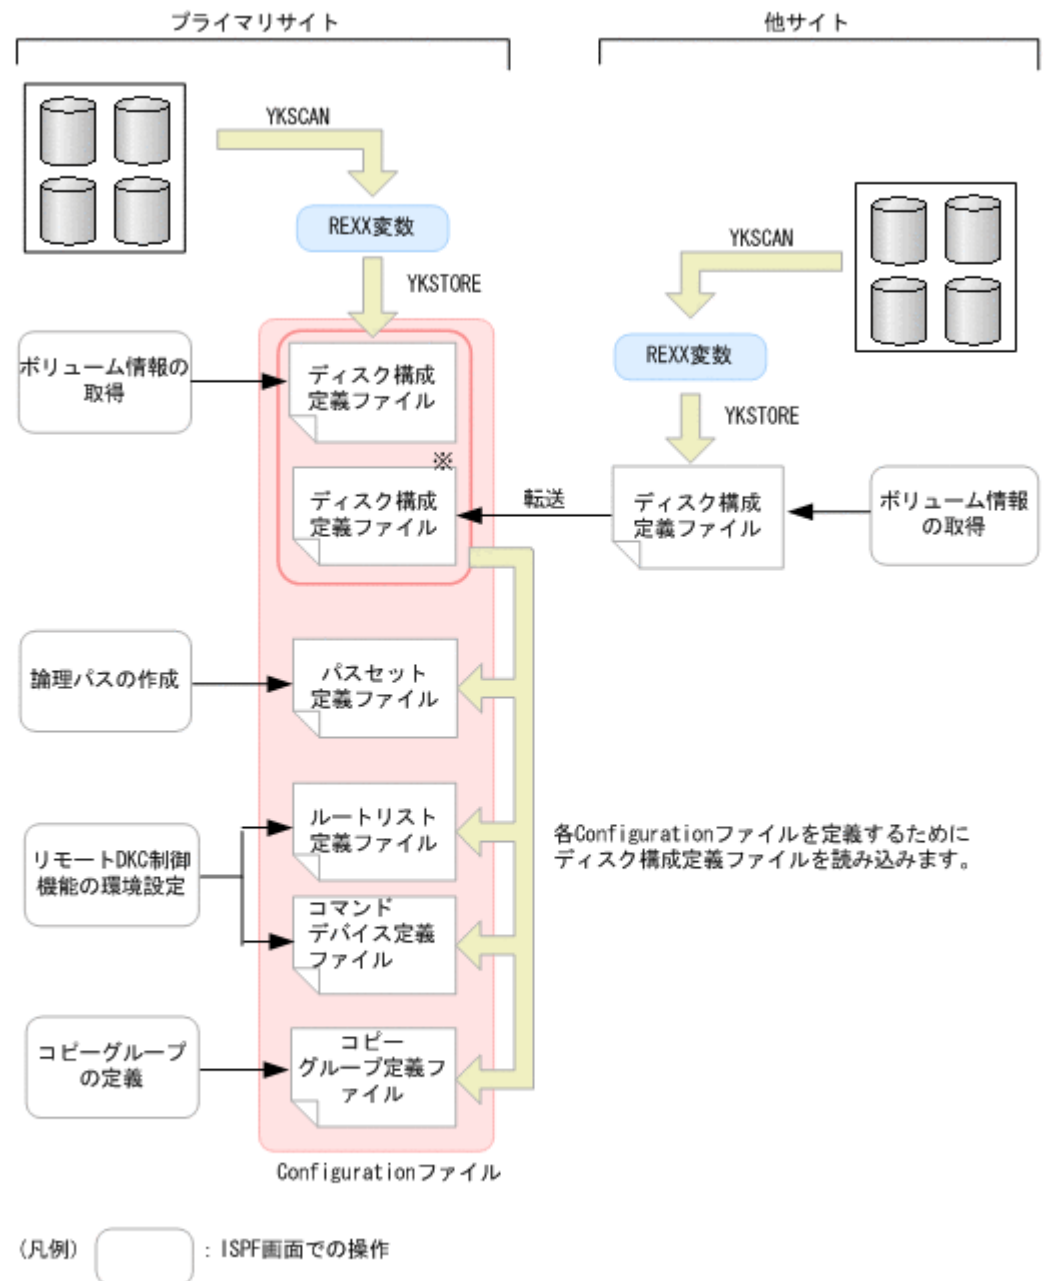 プライマリサイト
他サイト
YKSCAN
REXX変数
YKSTORE
YKSCAN
REXX変数
YKSTORE
ボリューム情報の
取得
ディスク構成
定義ファイル
※
ディスク構成
定義ファイル
転送
ディスク構成
定義ファイル
ボリューム情報
の取得
論理パスの作成
パスセット
定義ファイル
リモートDKC制御
機能の環境設定
ルートリスト
定義ファイル
コマンド
デバイス定義
ファイル
各Configurationファイルを定義するために
ディスク構成定義ファイルを読み込みます。
コピーグループ
の定義
コピー
グループ定義フ
ァイル
Configurationファイル
(凡例)
：ISPF画面での操作